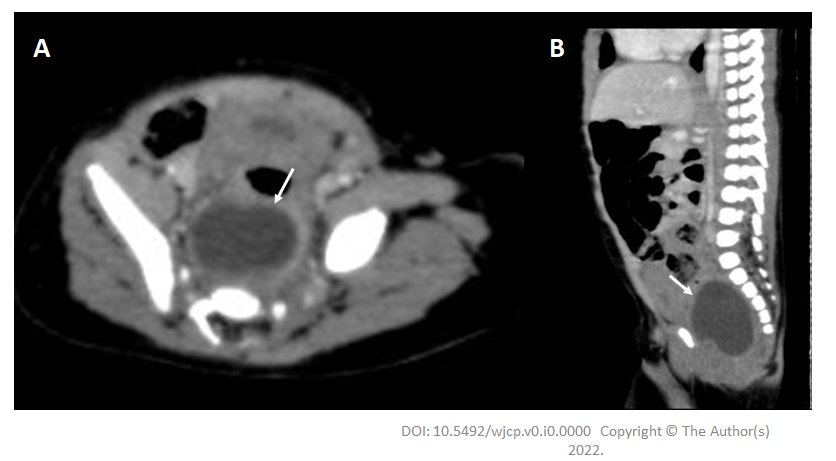 A
B
DOI: 10.5492/wjcp.v0.i0.0000 Copyright © The Author(s)
2022.